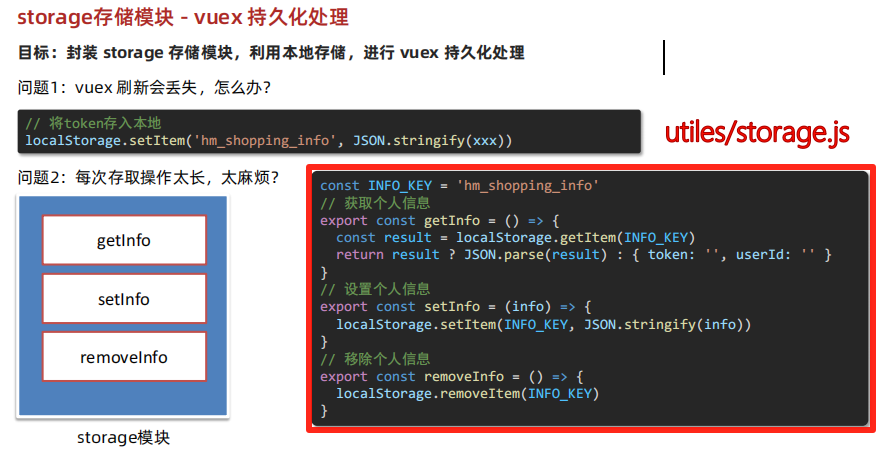 storage存储模块 - vuex 持久化处理
目标：封装 storage 存储模块，利用本地存储，进行 vuex 持久化处理
问题1：vuex 刷新会丢失，怎么办？
// 将token存入本地
localStorage.setItem('hm_shopping_info', JSON.stringify(xxx))
utiles/storage.js
问题2：每次存取操作太长，太麻烦？
getInfo
setInfo
removeInfo
storage模块
const INFO_KEY = 'hm_shopping_info'
// 获取个人信息
export const getInfo = () => {
  const result = localStorage.getItem(INFO_KEY)
  return result ? JSON.parse(result) : { token: '', userId: '' }
}
// 设置个人信息
export const setInfo = (info) => {
  localStorage.setItem(INFO_KEY, JSON.stringify(info))
}
// 移除个人信息
export const removeInfo = () => {
  localStorage.removeItem(INFO_KEY)
}